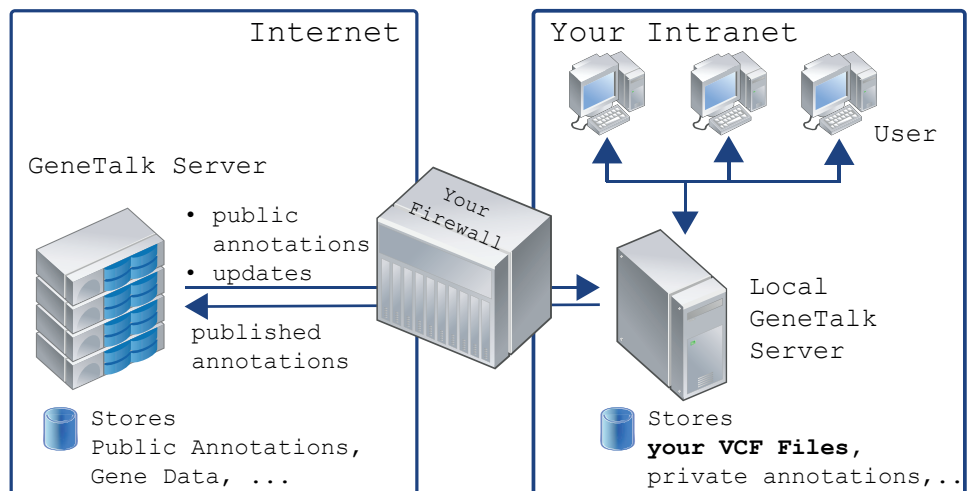 Internet
GeneTalk Server
• public
annotations
• updates
published
annotations
Stores
Public Annotations,
Gene Data, ...
Your
Firewall
Your Intranet
User
Local
GeneTalk
Server
Stores
your VCF Files,
private annotations,..